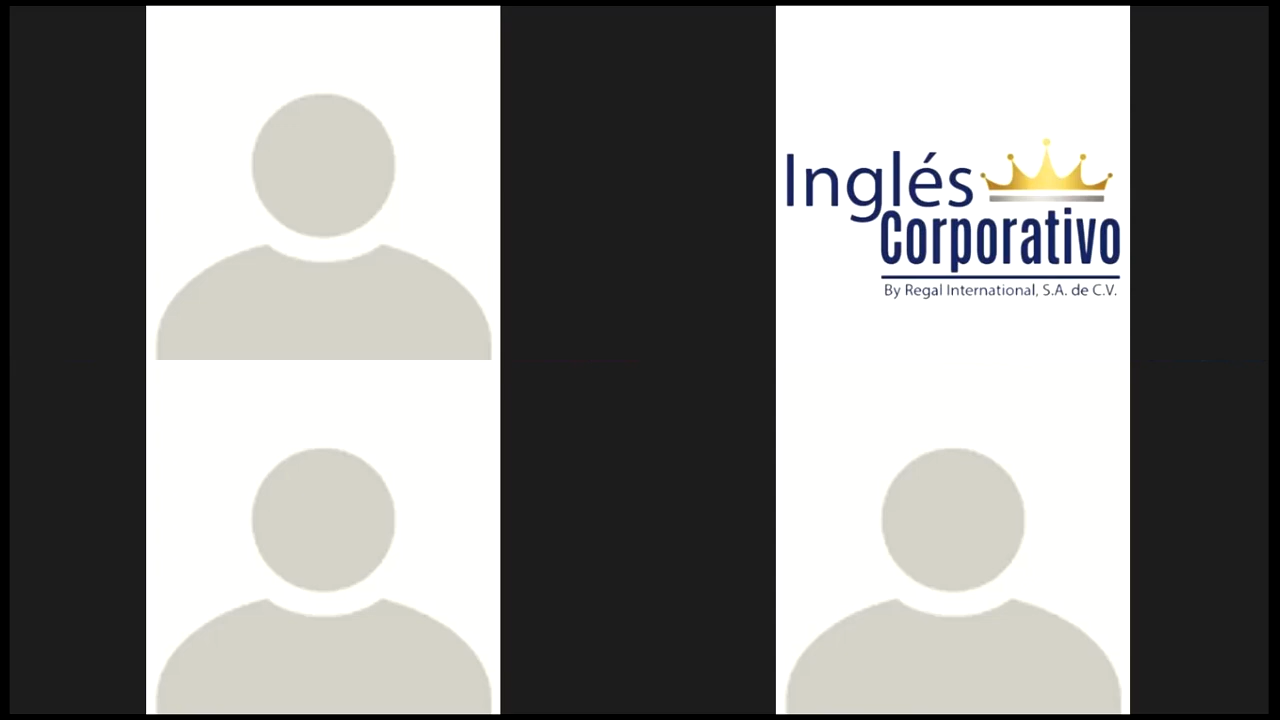 Inglés
Corporativo
By Regal International, S.A. de C.V.